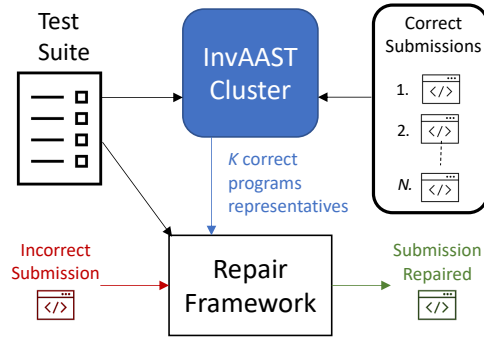 Test
Suite
InvAAST
Cluster
Correct
Submissions
1.
</>
2.
</>
N.
</>
K correct
programs
representatives
Incorrect
Submission
</>
Repair
Framework
Submission
Repaired
</>